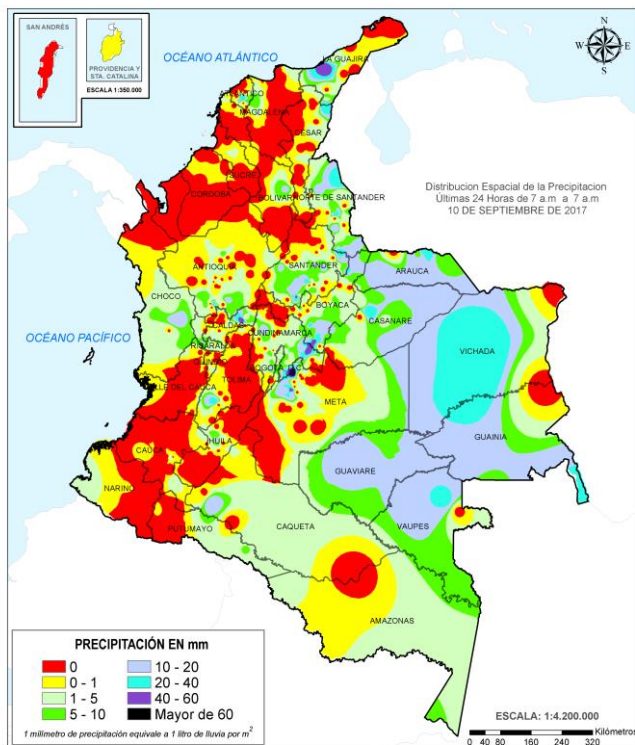 SAN ANDRÉS
PROVIDENCIA Y
STA. CATALINA
ESCALA 1:350.000
OCÉANO ATLÁNTICO
N
W
E
S
LA GUAJIRA
ATLÁNTICO
MAGDALENA
CESAR
SUCRE
CORDOBA
BOLIVAR
NORTE DE SANTANDER
Distribucion Espacial de la Precipitacion
Últimas 24 Horas de 7 a.m a 7 a.m
10 DE SEPTIEMBRE DE 2017
ANTIOQUIA
SANTANDER
ARAUCA
CHOCO
BOYACA
CASANARE
OCÉANO PACÍFICO
CALDAS
CUNDINAMARCA
RISARALDA
VICHADA
QUINDIO
BOGOTA D.C.
TOLIMA
VALLE DEL CAUCA
META
GUAINIA
HUILA
CAUCA
GUAVIARE
NARIÑO
VAUPES
PUTUMAYO
CAQUETA
AMAZONAS
PRECIPITACIÓN EN mm
0
10 - 20
0 - 1
20 - 40
1 - 5
40 - 60
5 - 10
Mayor de 60
1 milímetro de precipitación equivale a 1 litro de lluvia por m2
ESCALA: 1:4.200.000
Kilómetros
0 40 80 160 240 320